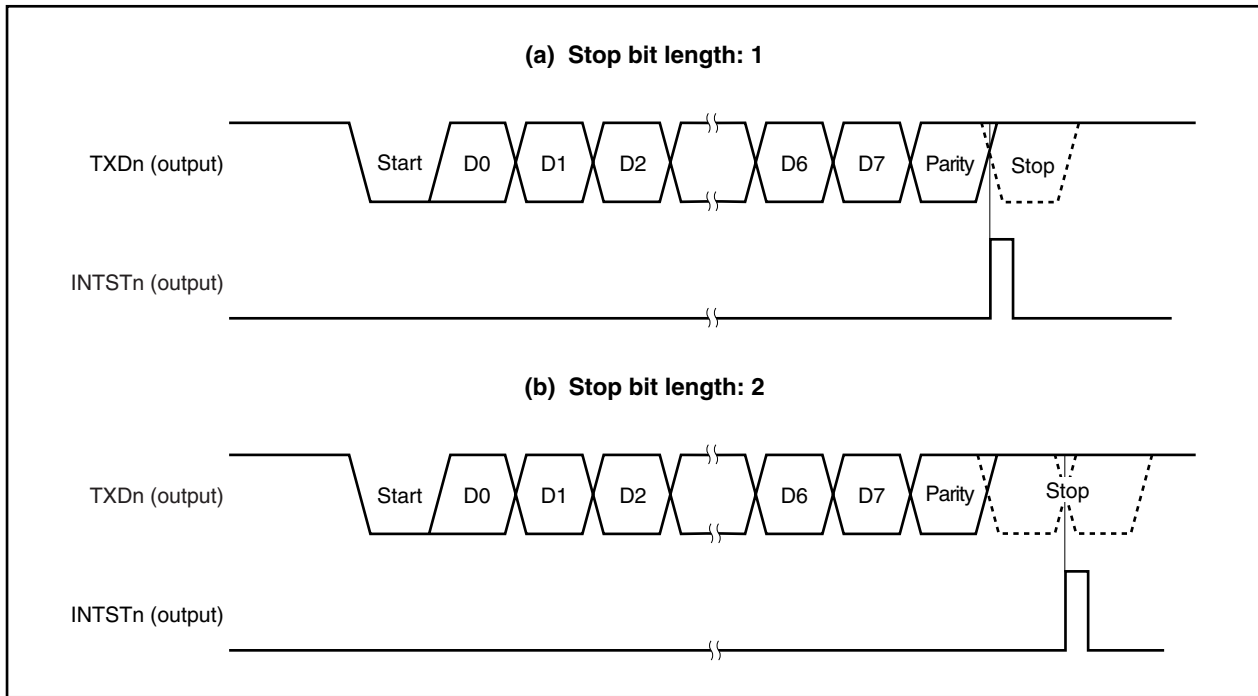 (a) Stop bit length: 1
TXDn (output)
Start D0 D1 D2 D6 D7 Parity Stop
INTSTn (output)
(b) Stop bit length: 2
TXDn (output)
Start D0 D1 D2 D6 D7 Parity Stop
INTSTn (output)